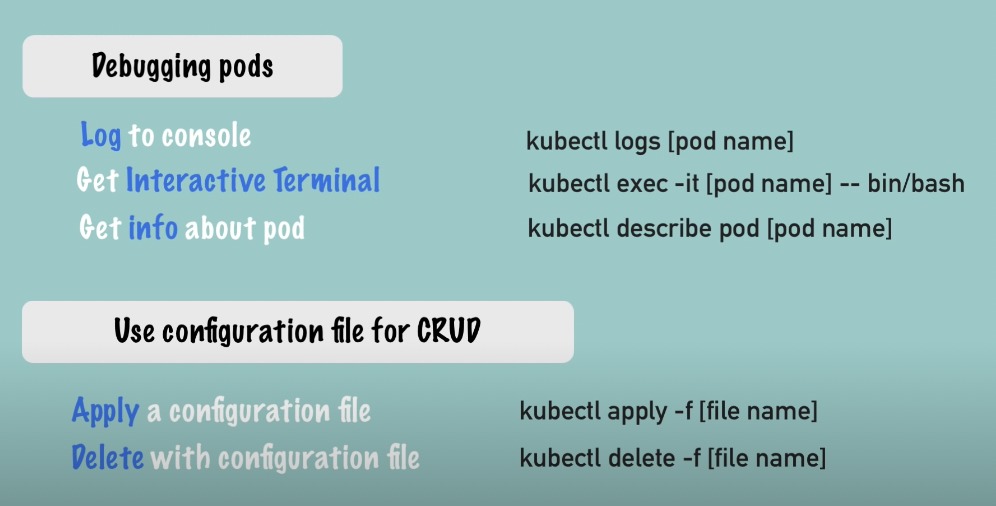 Debugging pods
Log to console kubectl logs [pod name]
Get Interactive Terminal kubectl exec -it [pod name] -- bin/bash
Get info about pod kubectl describe pod [pod name]
Use configuration file for CRUD
Apply a configuration file kubectl apply -f [file name]
Delete with configuration file kubectl delete -f [file name]